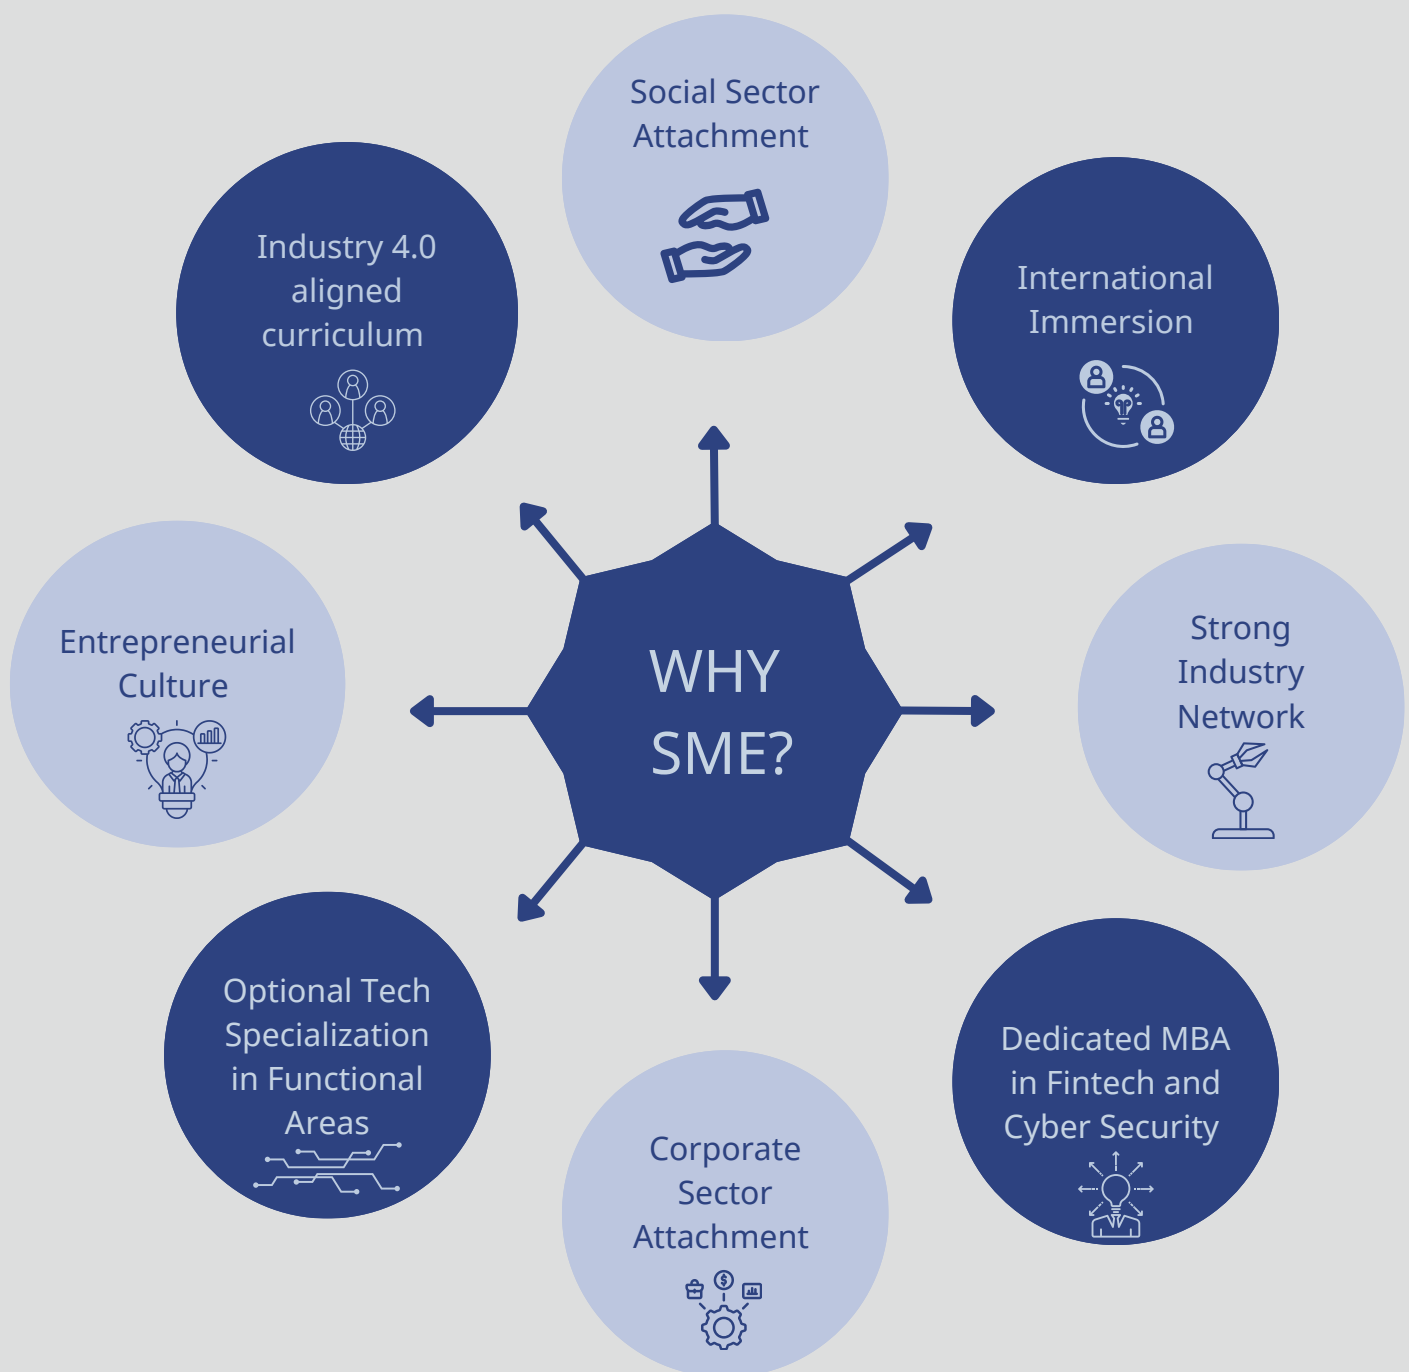 Social Sector
Attachment
Industry 4.0
aligned
curriculum
International
Immersion
Entrepreneurial
Culture
WHY
SME?
Strong
Industry
Network
Optional Tech
Specialization
in Functional
Areas
Corporate
Sector
Attachment
Dedicated MBA
in Fintech and
Cyber Security